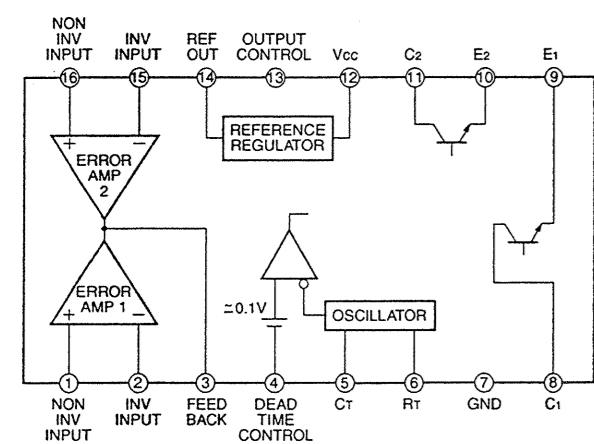 NON
INV
INPUT
INV
INPUT
REF
OUT
OUTPUT
CONTROL
Vcc
C2
E2
E1
16
15
14
13
12
11
10
9
+
−
ERROR
AMP
2
REFERENCE
REGULATOR
ERROR
AMP 1
+
−
≃0.1V
OSCILLATOR
1
2
3
4
5
6
7
8
NON
INV
INPUT
INV
INPUT
FEED
BACK
DEAD
TIME
CONTROL
CT
RT
GND
C1